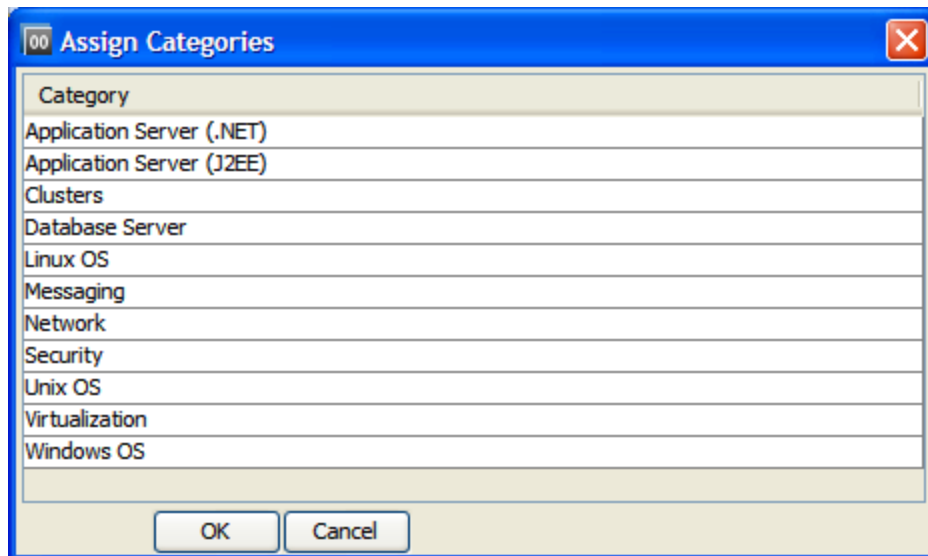 00 Assign Categories
Category
Application Server (.NET)
Application Server (J2EE)
Clusters
Database Server
Linux OS
Messaging
Network
Security
Unix OS
Virtualization
Windows OS
OK Cancel